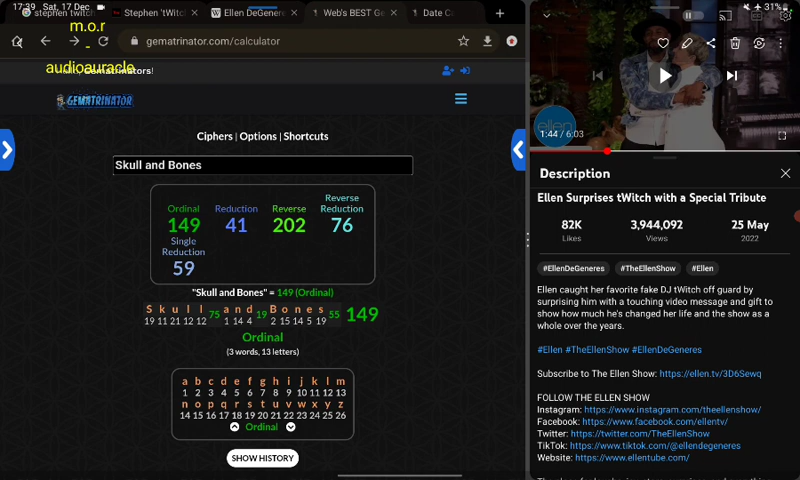 17:39 Sat, 17 Dec
31%
stephen twitch
Stephen 'tWitch
Ellen DeGenere
Web's BEST Ge
Date C
m.o.r
-
audioauracle
gematrinator.com/calculator
Gematrinators!
GEMATRINATOR
Ciphers | Options | Shortcuts
Skull and Bones
Ordinal
149
Reduction
41
Reverse
202
Reverse
Reduction
76
Single
Reduction
59
"Skull and Bones" = 149 (Ordinal)
S k u l l 75 a n d 19 B o n e s 55 149
19 11 21 12 12 1 14 4 2 15 14 5 19
Ordinal
(3 words, 13 letters)
a b c d e f g h i j k l m
1 2 3 4 5 6 7 8 9 10 11 12 13
n o p q r s t u v w x y z
14 15 16 17 18 19 20 21 22 23 24 25 26
Ordinal
SHOW HISTORY
ellen
1:44 / 6:03
Description
Ellen Surprises tWitch with a Special Tribute
82K
Likes
3,944,092
Views
25 May
2022
#EllenDeGeneres
#TheEllenShow
#Ellen
Ellen caught her favorite fake DJ tWitch off guard by
surprising him with a touching video message and gift to
show how much he's changed her life and the show as a
whole over the years.
#Ellen #TheEllenShow #EllenDeGeneres
Subscribe to The Ellen Show: https://ellen.tv/3D6Sewq
FOLLOW THE ELLEN SHOW
Instagram: https://www.instagram.com/theellenshow/
Facebook: https://www.facebook.com/ellentv/
Twitter: https://twitter.com/TheEllenShow
TikTok: https://www.tiktok.com/@ellendegeneres
Website: https://www.ellentube.com/